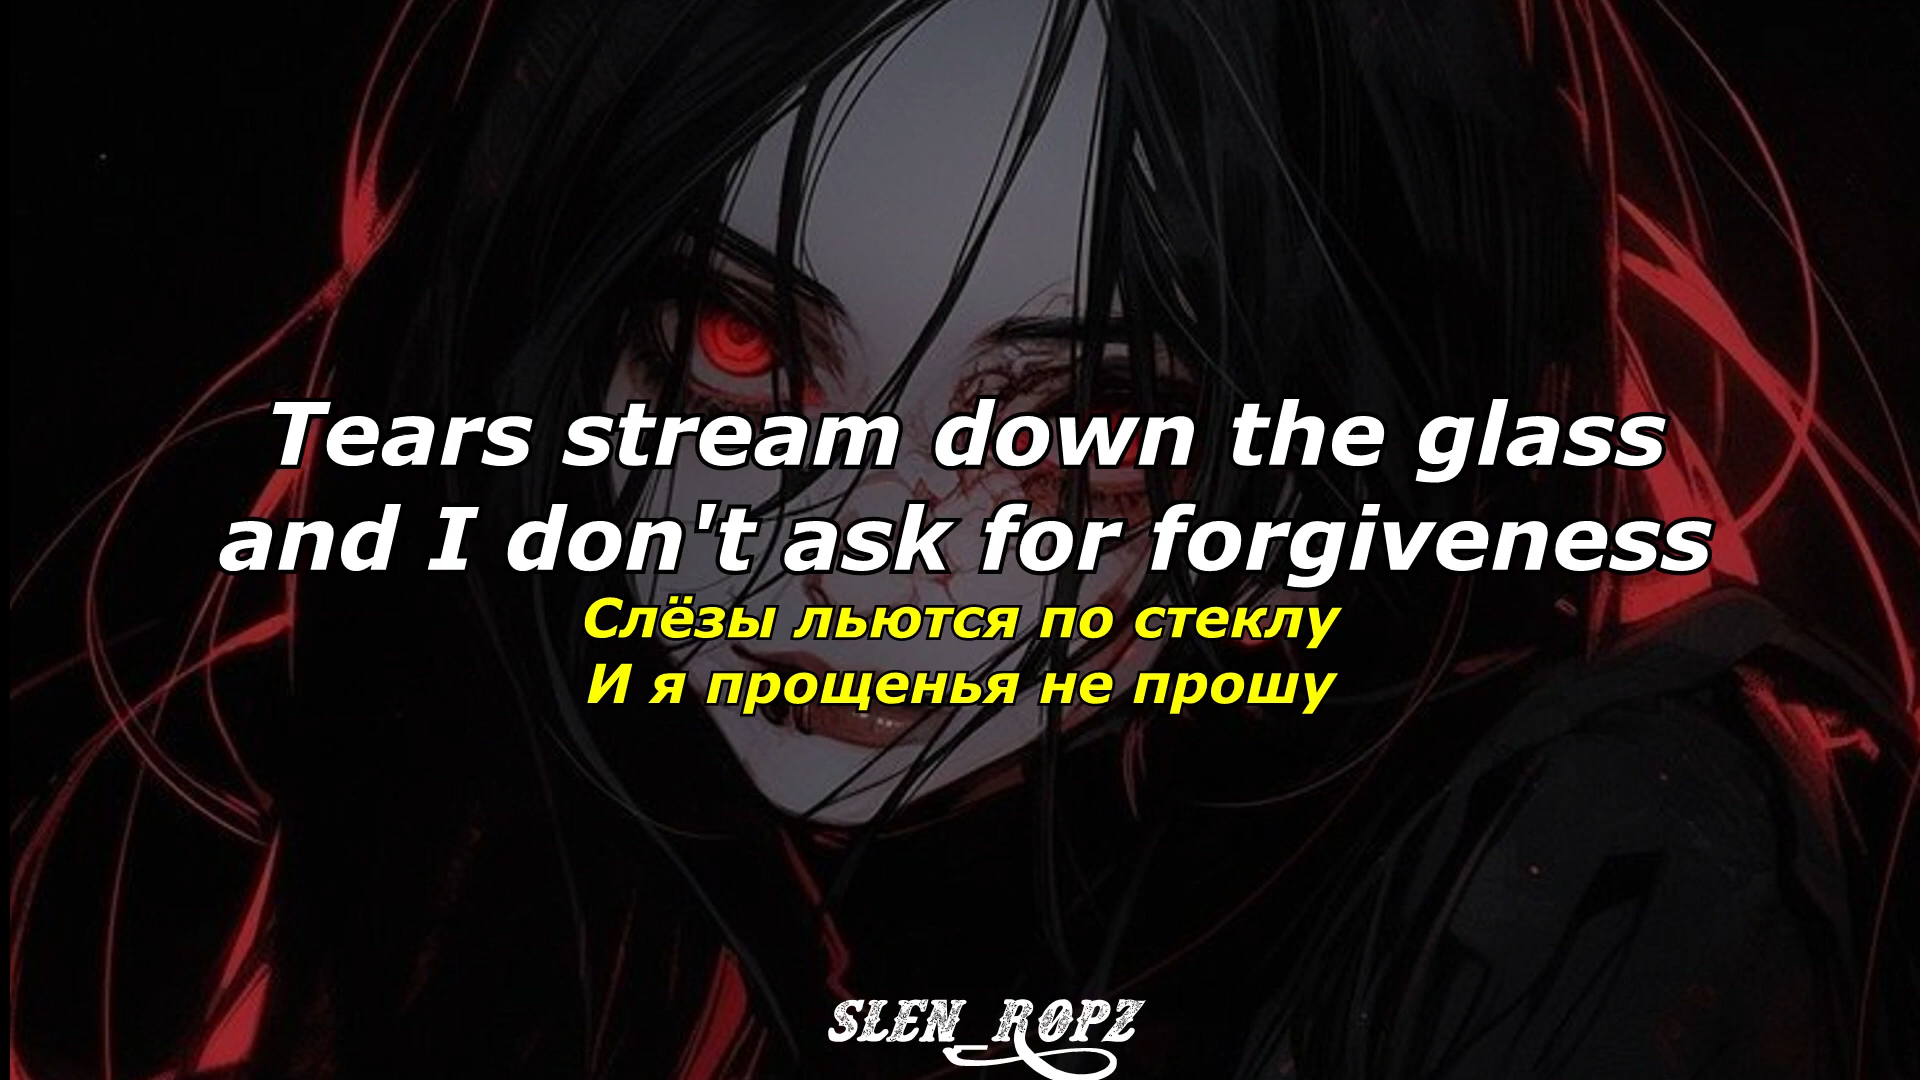 Tears stream down the glass
and I don't ask for forgiveness
Слёзы льются по стеклу
И я прощенья не прошу
SLEN_ROPZ